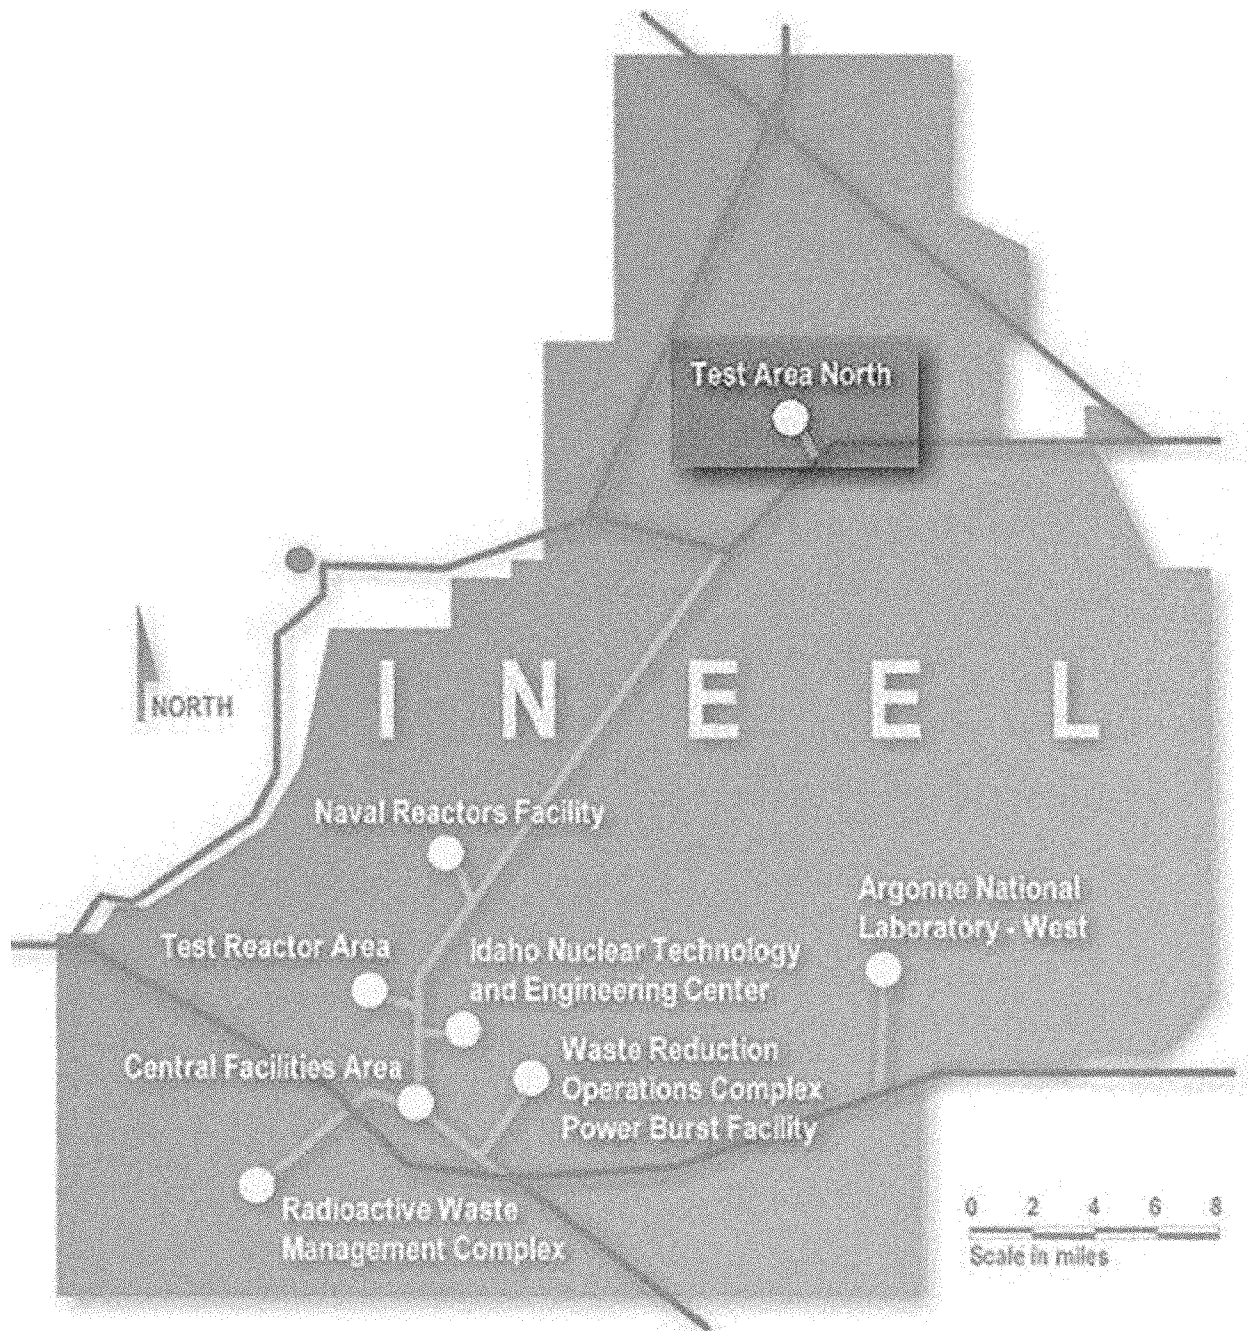 Test Area North
NORTH
I N E E L
Naval Reactors Facility
Argonne National
Laboratory - West
Test Reactor Area
Idaho Nuclear Technology
and Engineering Center
Central Facilities Area
Waste Reduction
Operations Complex
Power Burst Facility
Radioactive Waste
Management Complex
0 2 4 6 8
Scale in miles